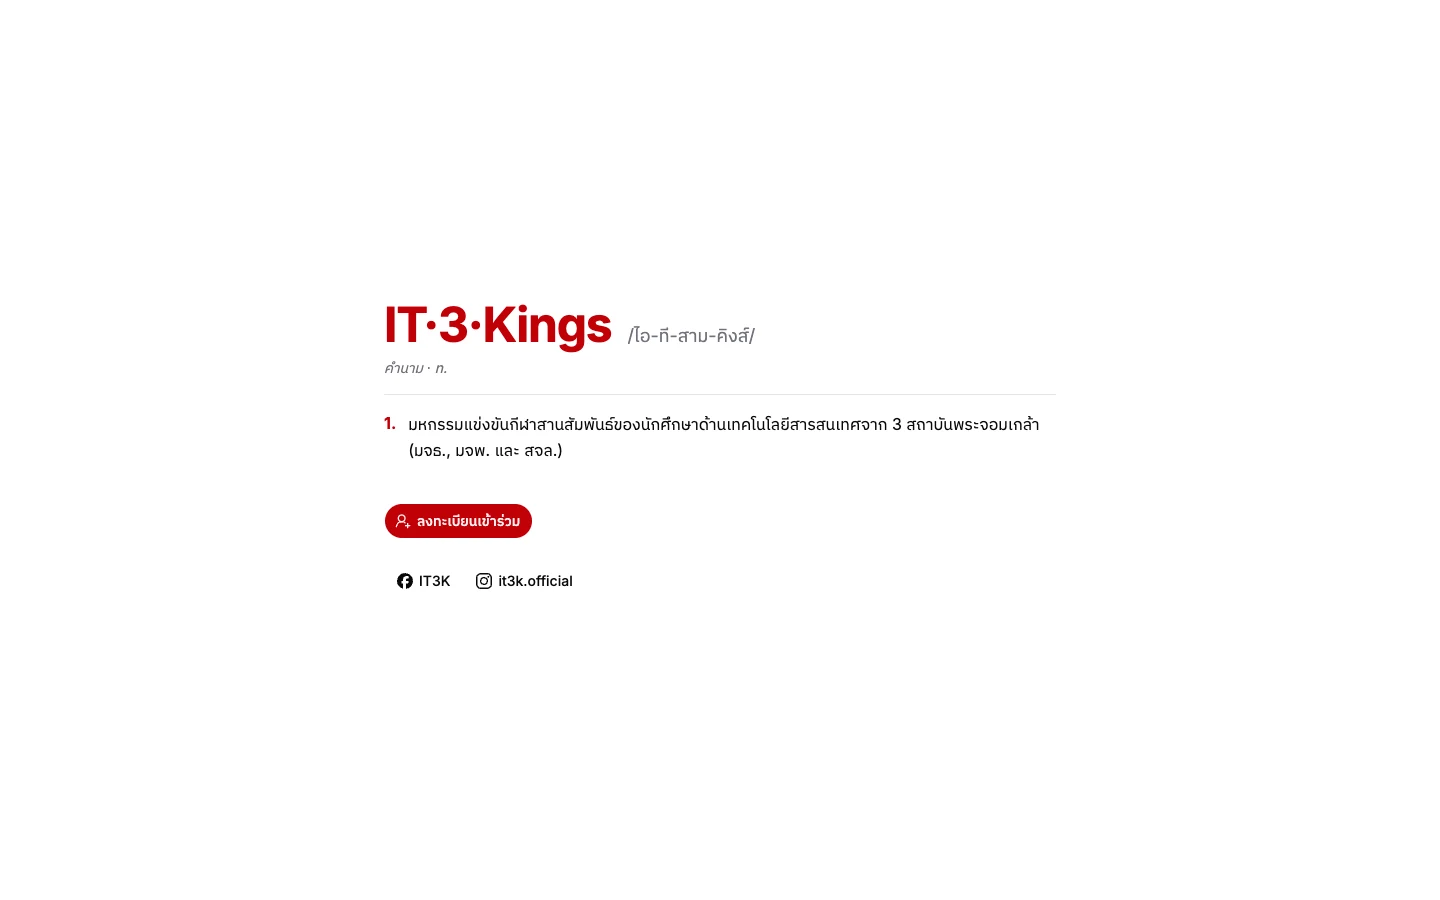 IT·3·Kings /ไอ-ที-สาม-คิงส์/
คำนาม · ท.
1. มหกรรมแข่งขันกีฬาสานสัมพันธ์ของนักศึกษาด้านเทคโนโลยีสารสนเทศจาก 3 สถาบันพระจอมเกล้า
(มจธ., มจพ. และ สจล.)
ลงทะเบียนเข้าร่วม
IT3K it3k.official